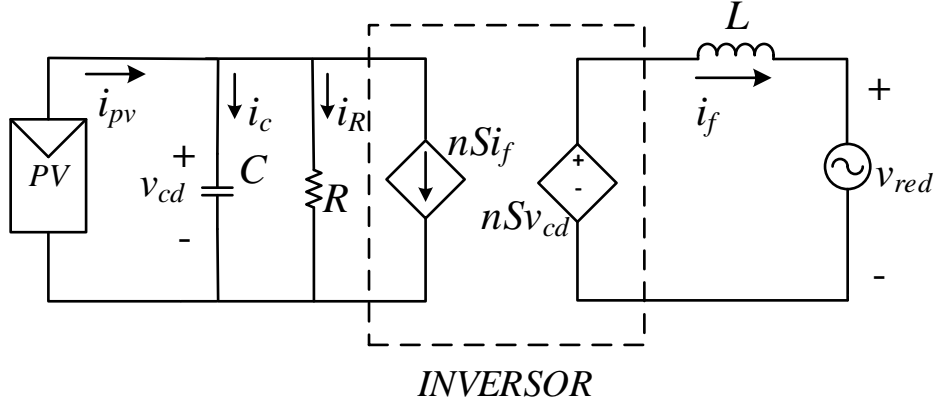 L
i_pv
i_c
i_R
nSi_f
i_f
+
PV
+
v_cd
-
C
R
+
-
nSv_cd
v_red
-
INVERSOR